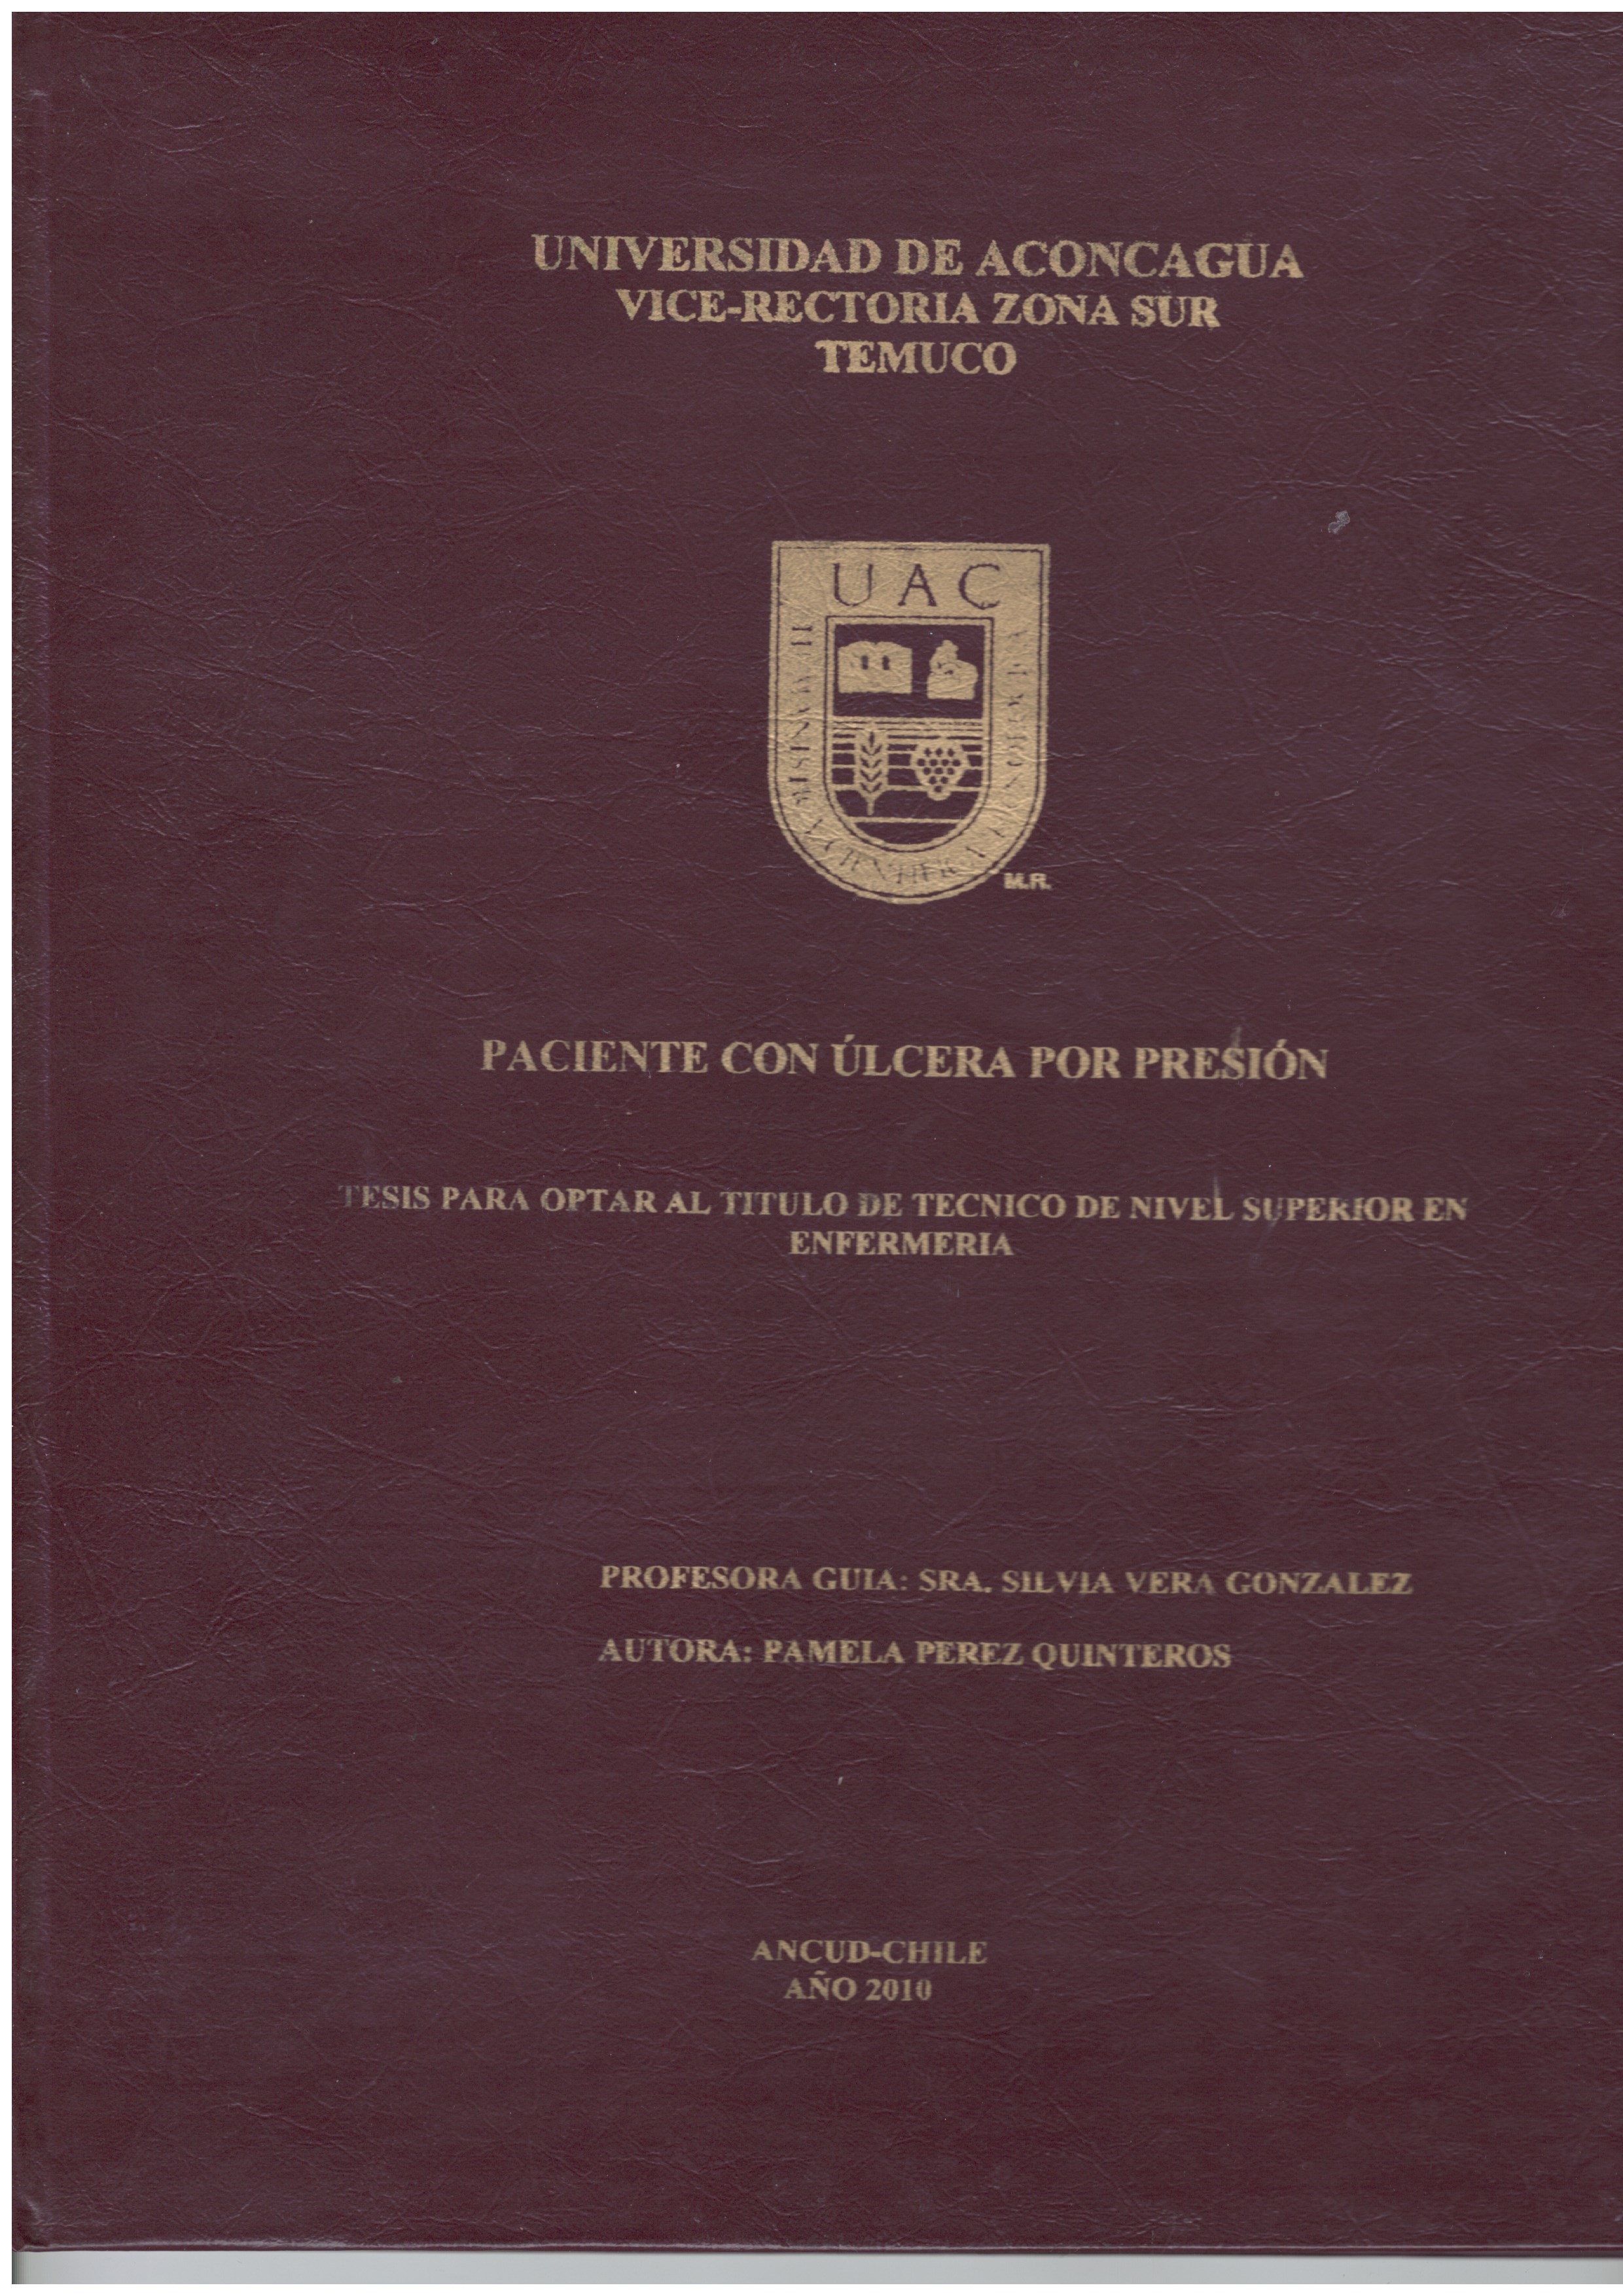 UNIVERSIDAD DE ACONCAGUA
VICE-RECTORIA ZONA SUR
TEMUCO
UAC
M.R.
PACIENTE CON ÚLCERA POR PRESIÓN
TESIS PARA OPTAR AL TITULO DE TECNICO DE NIVEL SUPERIOR EN
ENFERMERIA
PROFESORA GUIA: SRA. SILVIA VERA GONZALEZ
AUTORA: PAMELA PEREZ QUINTEROS
ANCUD-CHILE
AÑO 2010